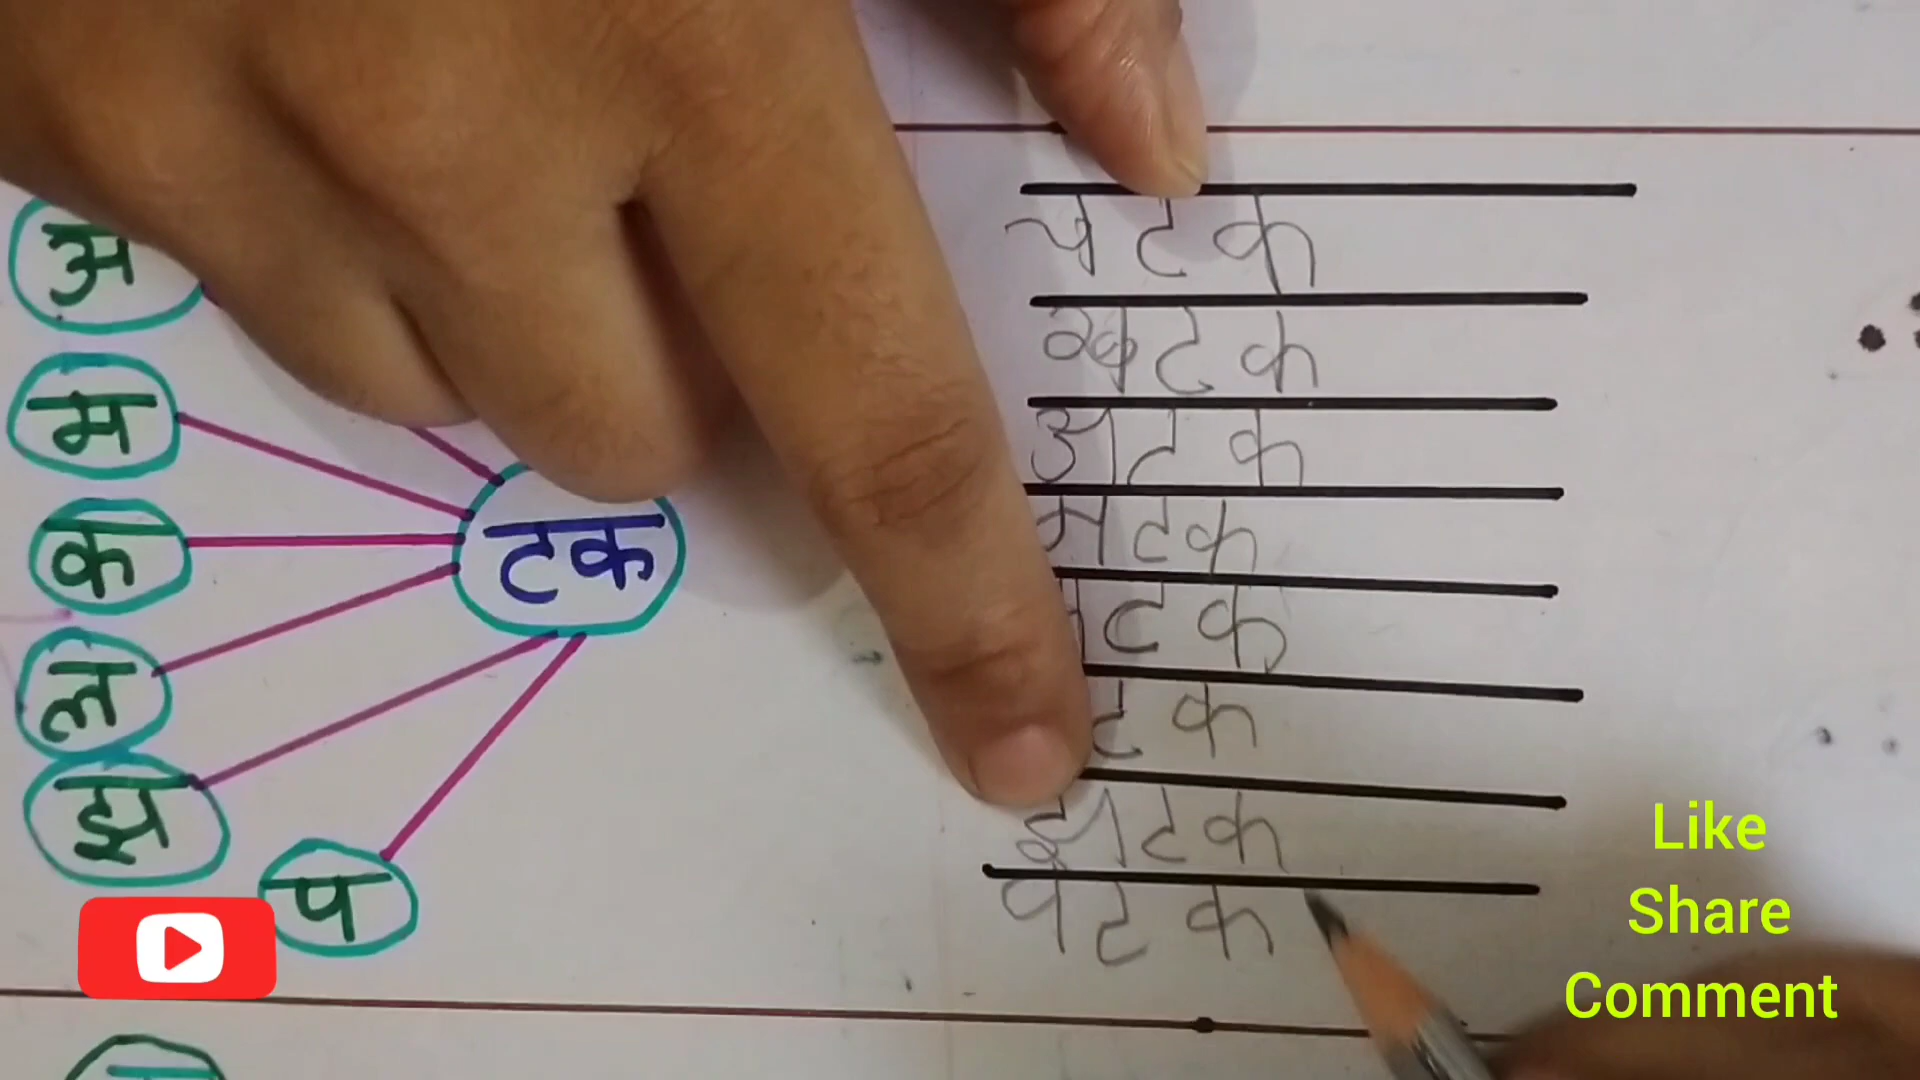 अ
म
क
ल
झ
प
टक
चटक
खटक
अटक
मटक
टक
टक
झटक
पटक
Like
Share
Comment